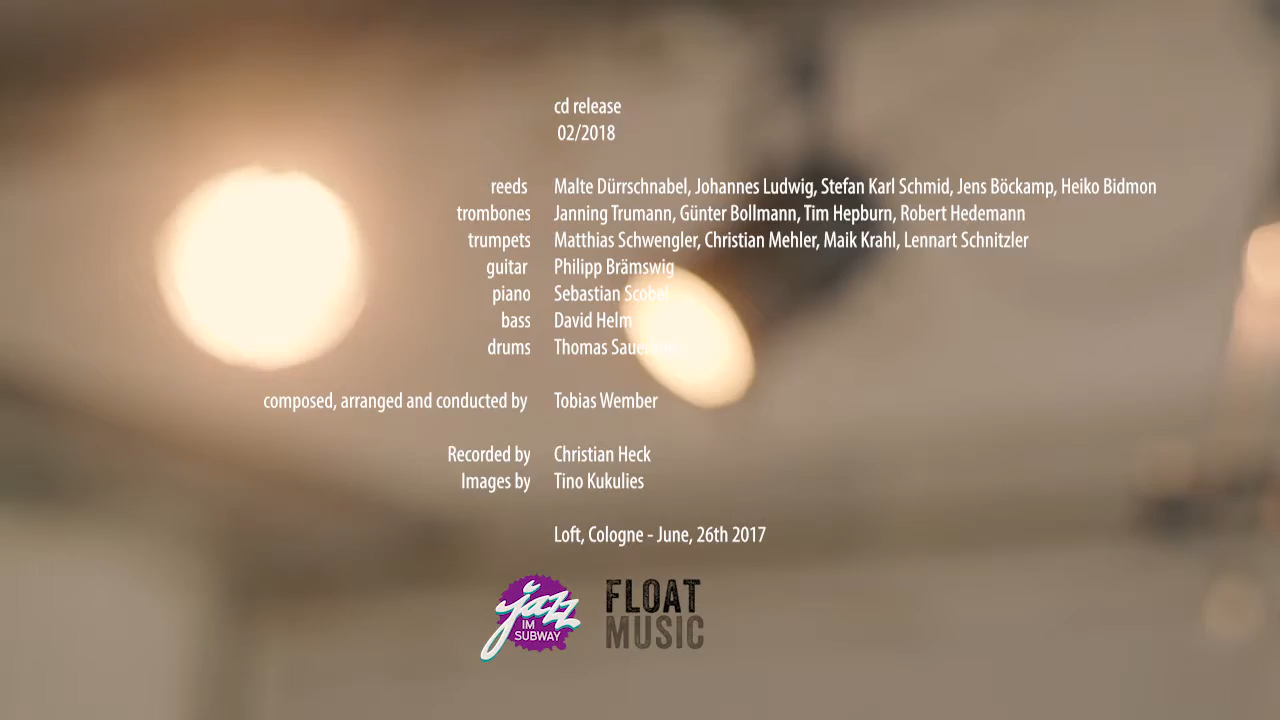 cd release
02/2018
reeds Malte Dürrschnabel, Johannes Ludwig, Stefan Karl Schmid, Jens Böckamp, Heiko Bidmon
trombones Janning Trumann, Günter Bollmann, Tim Hepburn, Robert Hedemann
trumpets Matthias Schwengler, Christian Mehler, Maik Krahl, Lennart Schnitzler
guitar Philipp Brämswig
piano Sebastian Scobel
bass David Helm
drums Thomas
composed, arranged and conducted by Tobias Wember
Recorded by Christian Heck
Images by Tino Kukulies
Loft, Cologne - June, 26th 2017
jazz
IM
SUBWAY
FLOAT
MUSIC